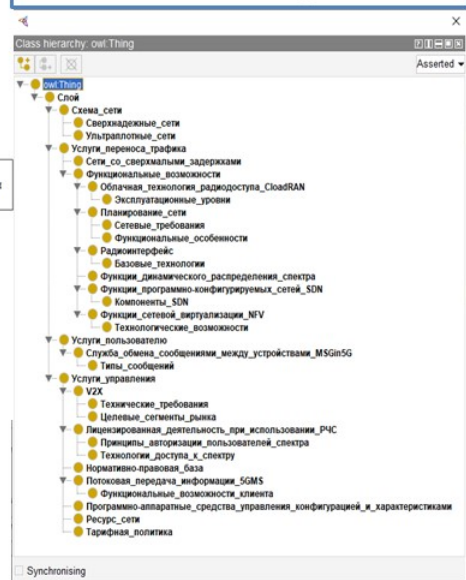 Class hierarchy: owl:Thing
Asserted
owl:Thing
Слой
Схема_сети
Сверхнадежные_сети
Ультраплотные_сети
Услуги_переноса_трафика
Сети_со_сверхмалыми_задержками
Функциональные_возможности
Облачная_технология_радиодоступа_CloadRAN
Эксплуатационные_уровни
Планирование_сети
Сетевые_требования
Функциональные_особенности
Радиоинтерфейс
Базовые_технологии
Функции_динамического_распределения_спектра
Функции_программно-конфигурируемых_сетей_SDN
Компоненты_SDN
Функции_сетевой_виртуализации_NFV
Технологические_возможности
Услуги_пользователю
Служба_обмена_сообщениями_между_устройствами_MSGin5G
Типы_сообщений
Услуги_управления
V2X
Технические_требования
Целевые_сегменты_рынка
Лицензированная_деятельность_при_использовании_РЧС
Принципы_авторизации_пользователей_спектра
Технологии_доступа_к_спектру
Нормативно-правовая_база
Потоковая_передача_информации_5GMS
Функциональные_возможности_клиента
Программно-аппаратные_средства_управления_конфигурацией_и_характеристиками
Ресурс_сети
Тарифная_политика
Synchronising